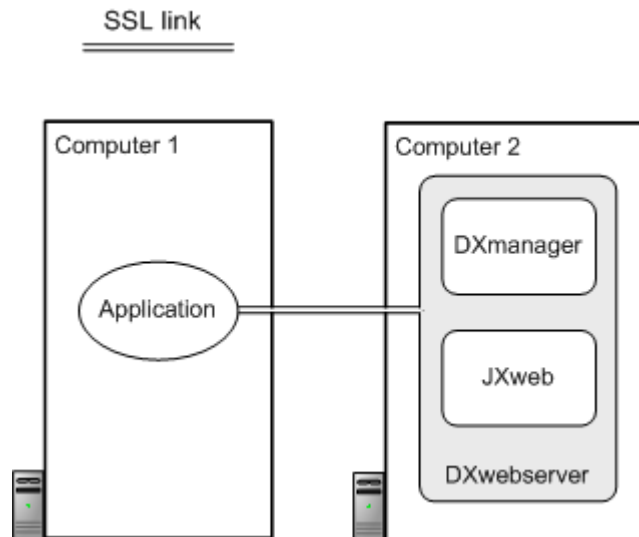 SSL link
Computer 1
Computer 2
DXmanager
Application
JXweb
DXwebserver